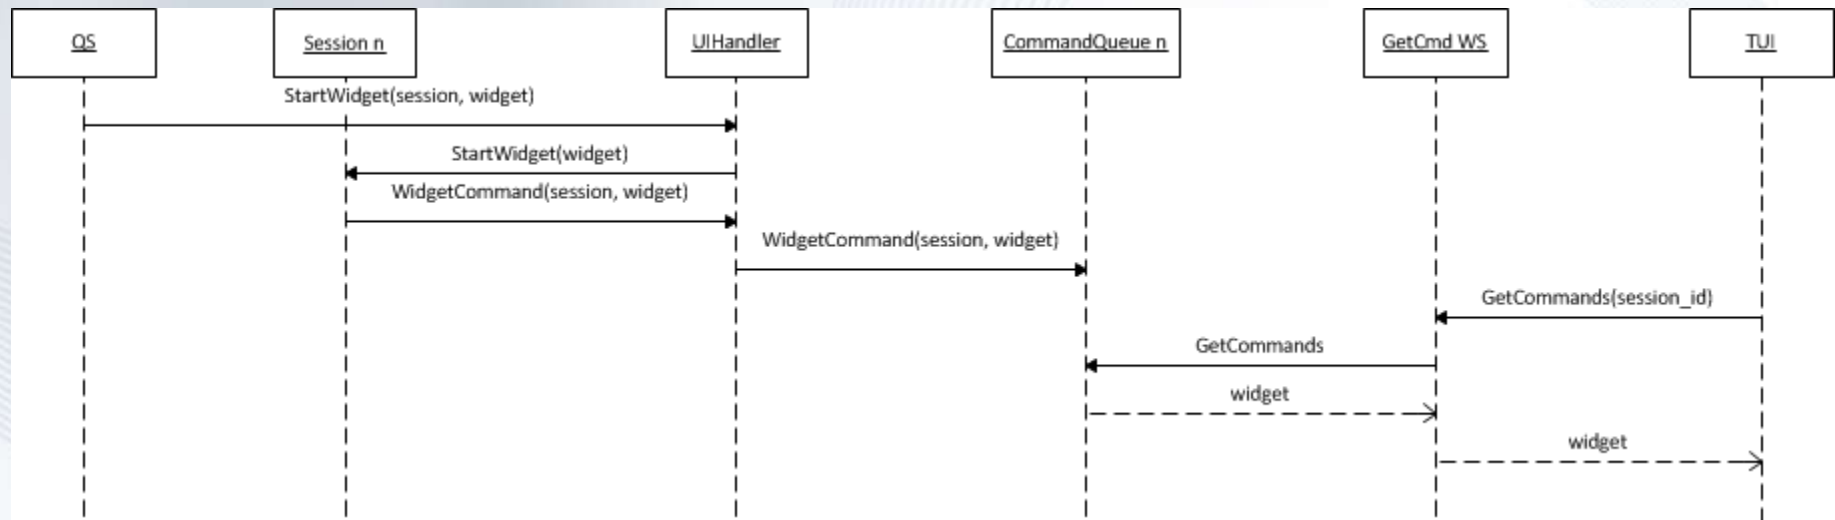 QS
Session n
UIHandler
CommandQueue n
GetCmd WS
TUI
StartWidget(session, widget)
StartWidget(widget)
WidgetCommand(session, widget)
WidgetCommand(session, widget)
GetCommands(session_id)
GetCommands
widget
widget